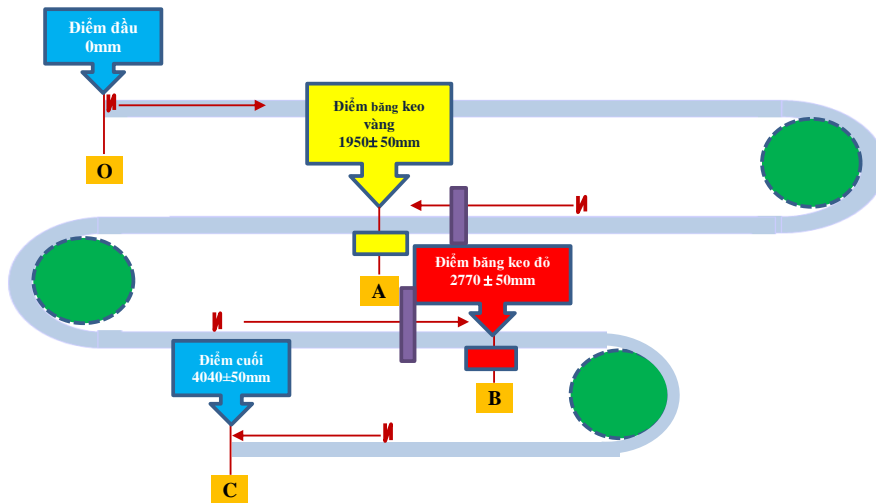 Điểm đầu
0mm
Điểm băng keo
vàng
1950±50mm
O
A
Điểm băng keo đỏ
2770±50mm
Điểm cuối
4040±50mm
B
C